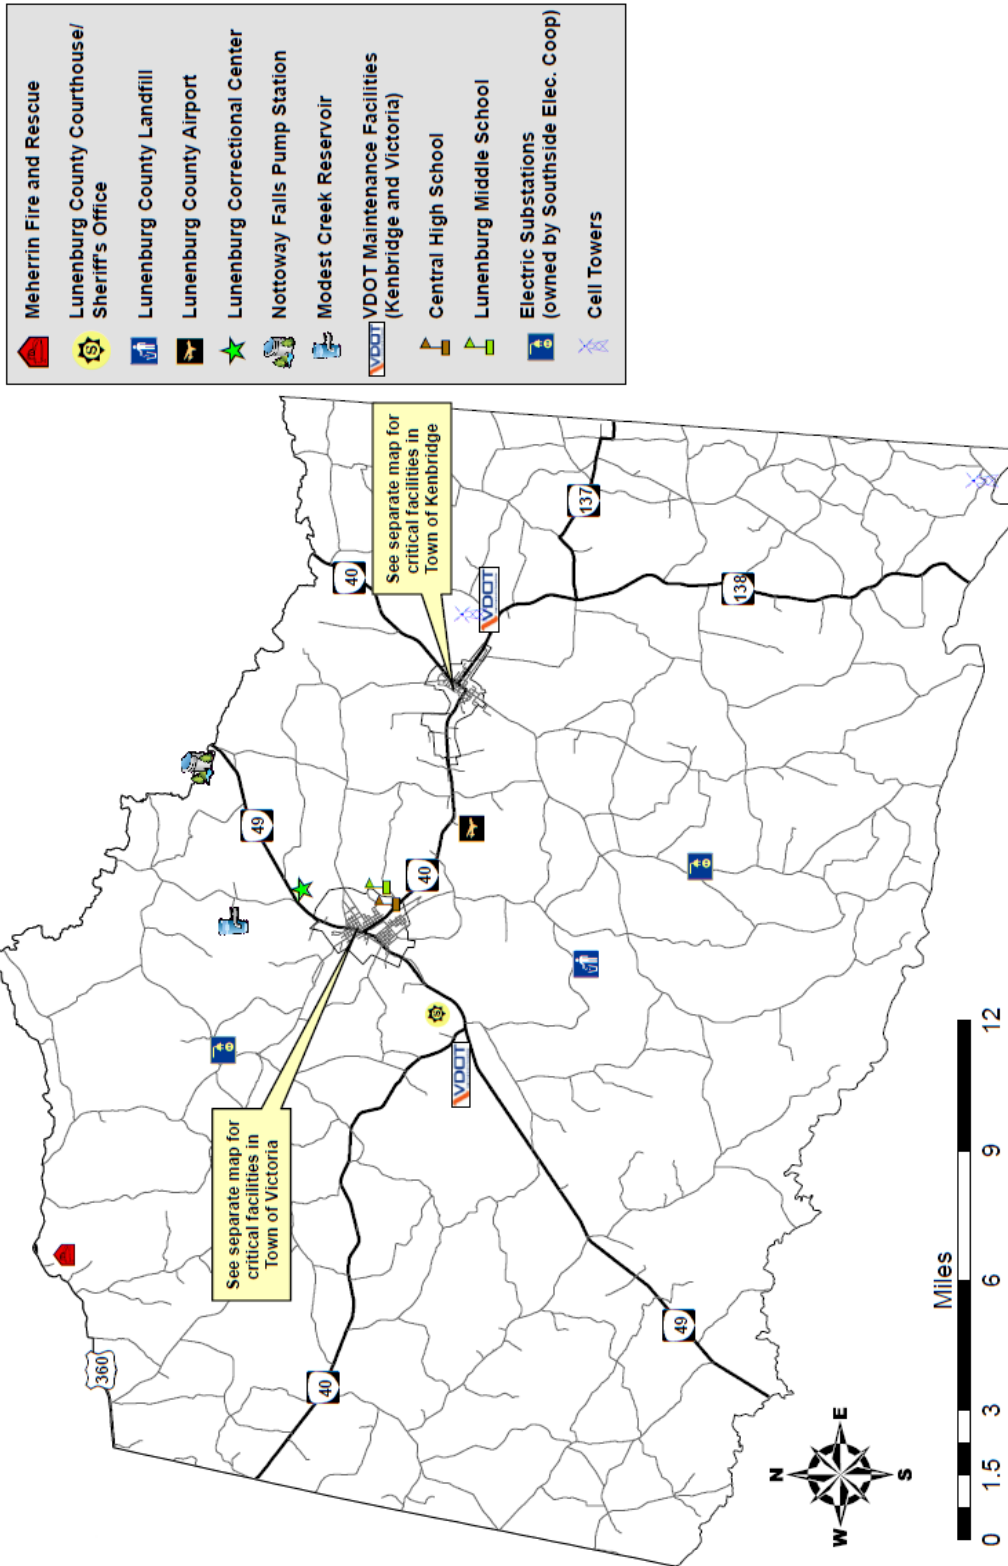 Meherrin Fire and Rescue
Lunenburg County Courthouse/
Sheriff's Office
Lunenburg County Landfill
Lunenburg County Airport
Lunenburg Correctional Center
Nottoway Falls Pump Station
Modest Creek Reservoir
VDOT
VDOT Maintenance Facilities
(Kenbridge and Victoria)
Central High School
Lunenburg Middle School
Electric Substations
(owned by Southside Elec. Coop)
Cell Towers
360
See separate map for
critical facilities in
Town of Victoria
49
40
See separate map for
critical facilities in
Town of Kenbridge
40
40
VDOT
VDOT
137
138
49
N
W
E
S
Miles
0
1.5
3
6
9
12